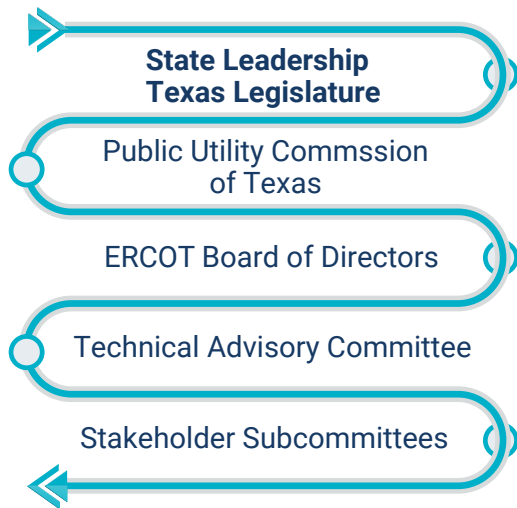 State Leadership
Texas Legislature
Public Utility Commssion
of Texas
ERCOT Board of Directors
Technical Advisory Committee
Stakeholder Subcommittees